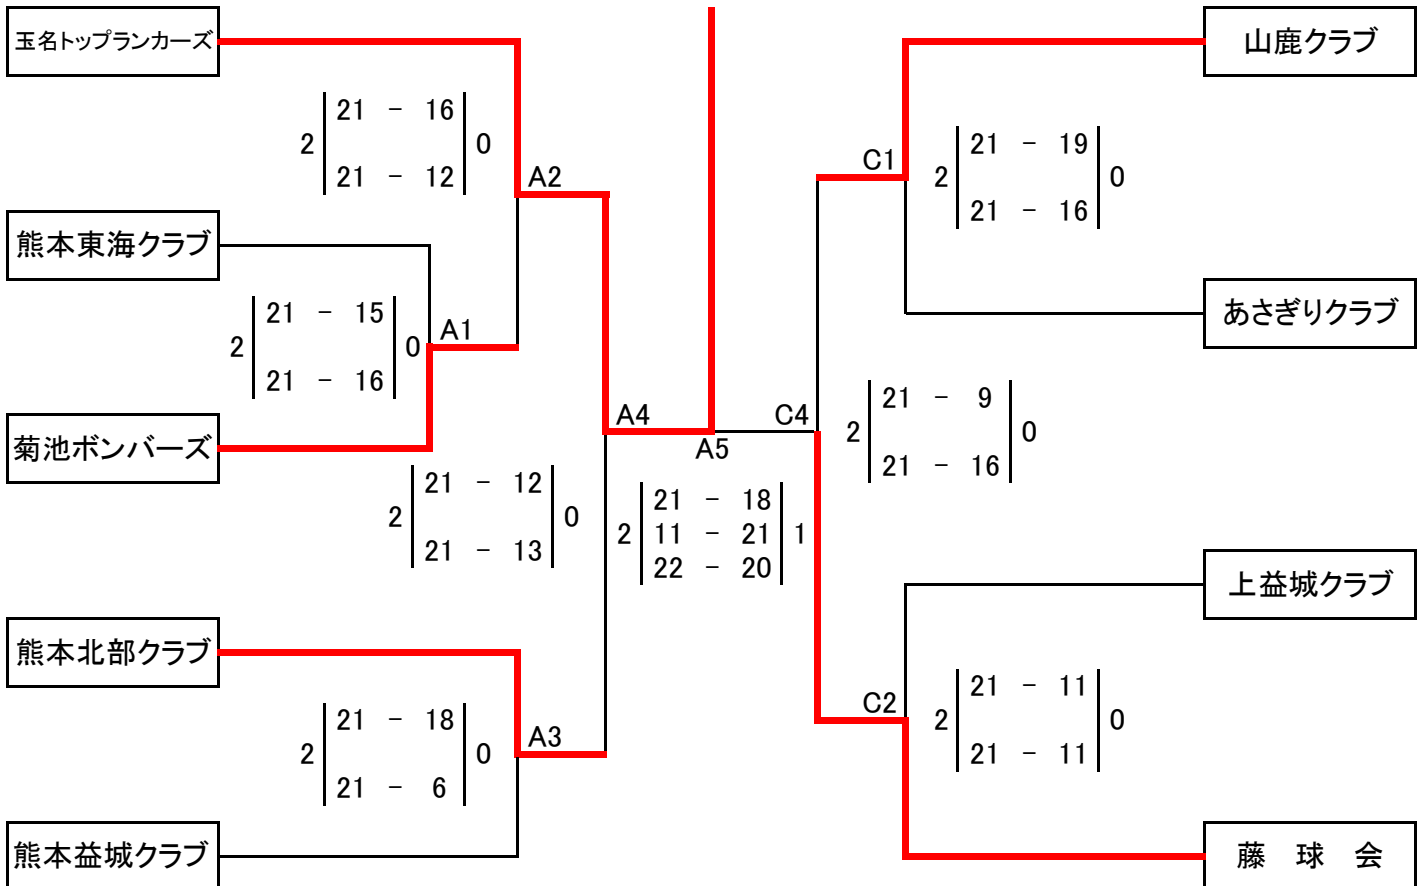 玉名トップランカーズ
山鹿クラブ
2 21 - 16 0
21 - 12
A2
C1
2 21 - 19 0
21 - 16
熊本東海クラブ
あさぎりクラブ
2 21 - 15 0
21 - 16
A1
菊池ボンバーズ
A4
A5
C4
2 21 - 9 0
21 - 16
2 21 - 12 0
21 - 13
2 21 - 18 1
11 - 21
22 - 20
上益城クラブ
熊本北部クラブ
2 21 - 18 0
21 - 6
A3
C2
2 21 - 11 0
21 - 11
熊本益城クラブ
藤 球 会